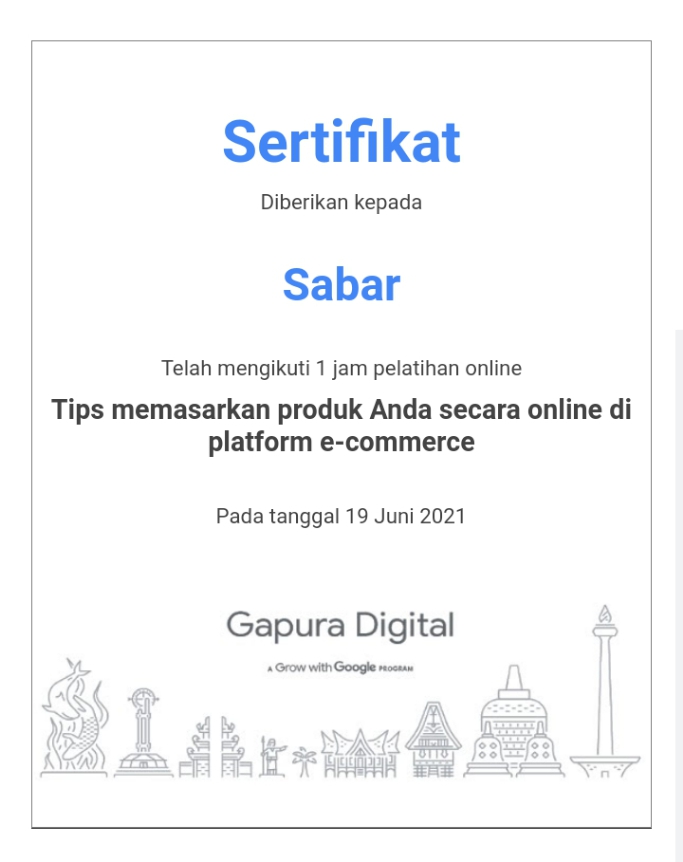 Sertifikat
Diberikan kepada
Sabar
Telah mengikuti 1 jam pelatihan online
Tips memasarkan produk Anda secara online di
platform e-commerce
Pada tanggal 19 Juni 2021
Gapura Digital
A Grow with Google PROGRAM